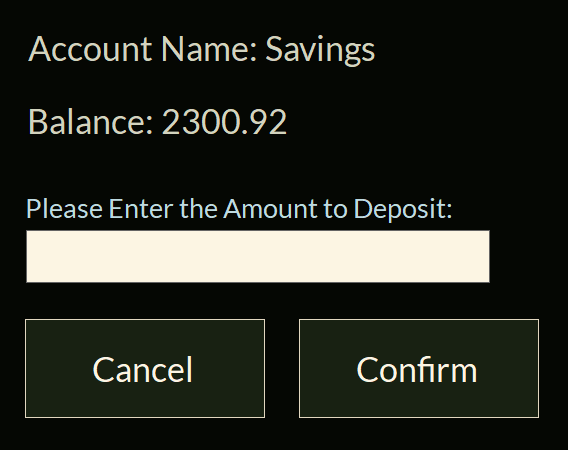 Account Name: Savings
Balance: 2300.92
Please Enter the Amount to Deposit:
Cancel
Confirm